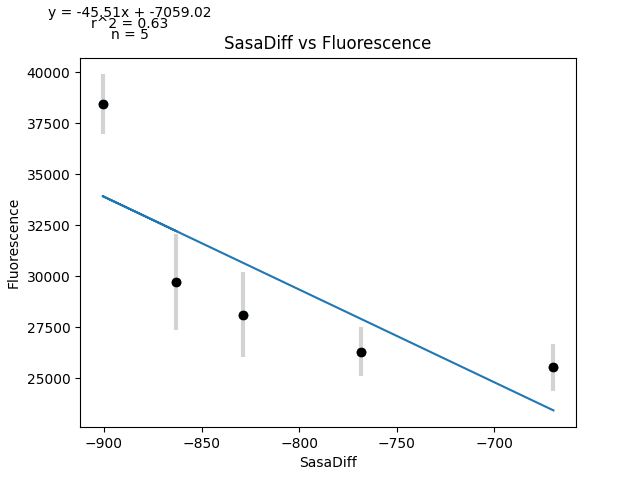 y = -45.51x + -7059.02
r^2 = 0.63
n = 5
SasaDiff vs Fluorescence
40000
37500
35000
32500
30000
27500
25000
Fluorescence
−900
−850
−800
−750
−700
SasaDiff